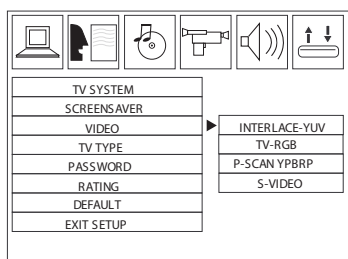 TV SYSTEM
SCREENSAVER
VIDEO
TV TYPE
PASSWORD
RATING
DEFAULT
EXIT SETUP
INTERLACE-YUV
TV-RGB
P-SCAN YPBRP
S-VIDEO